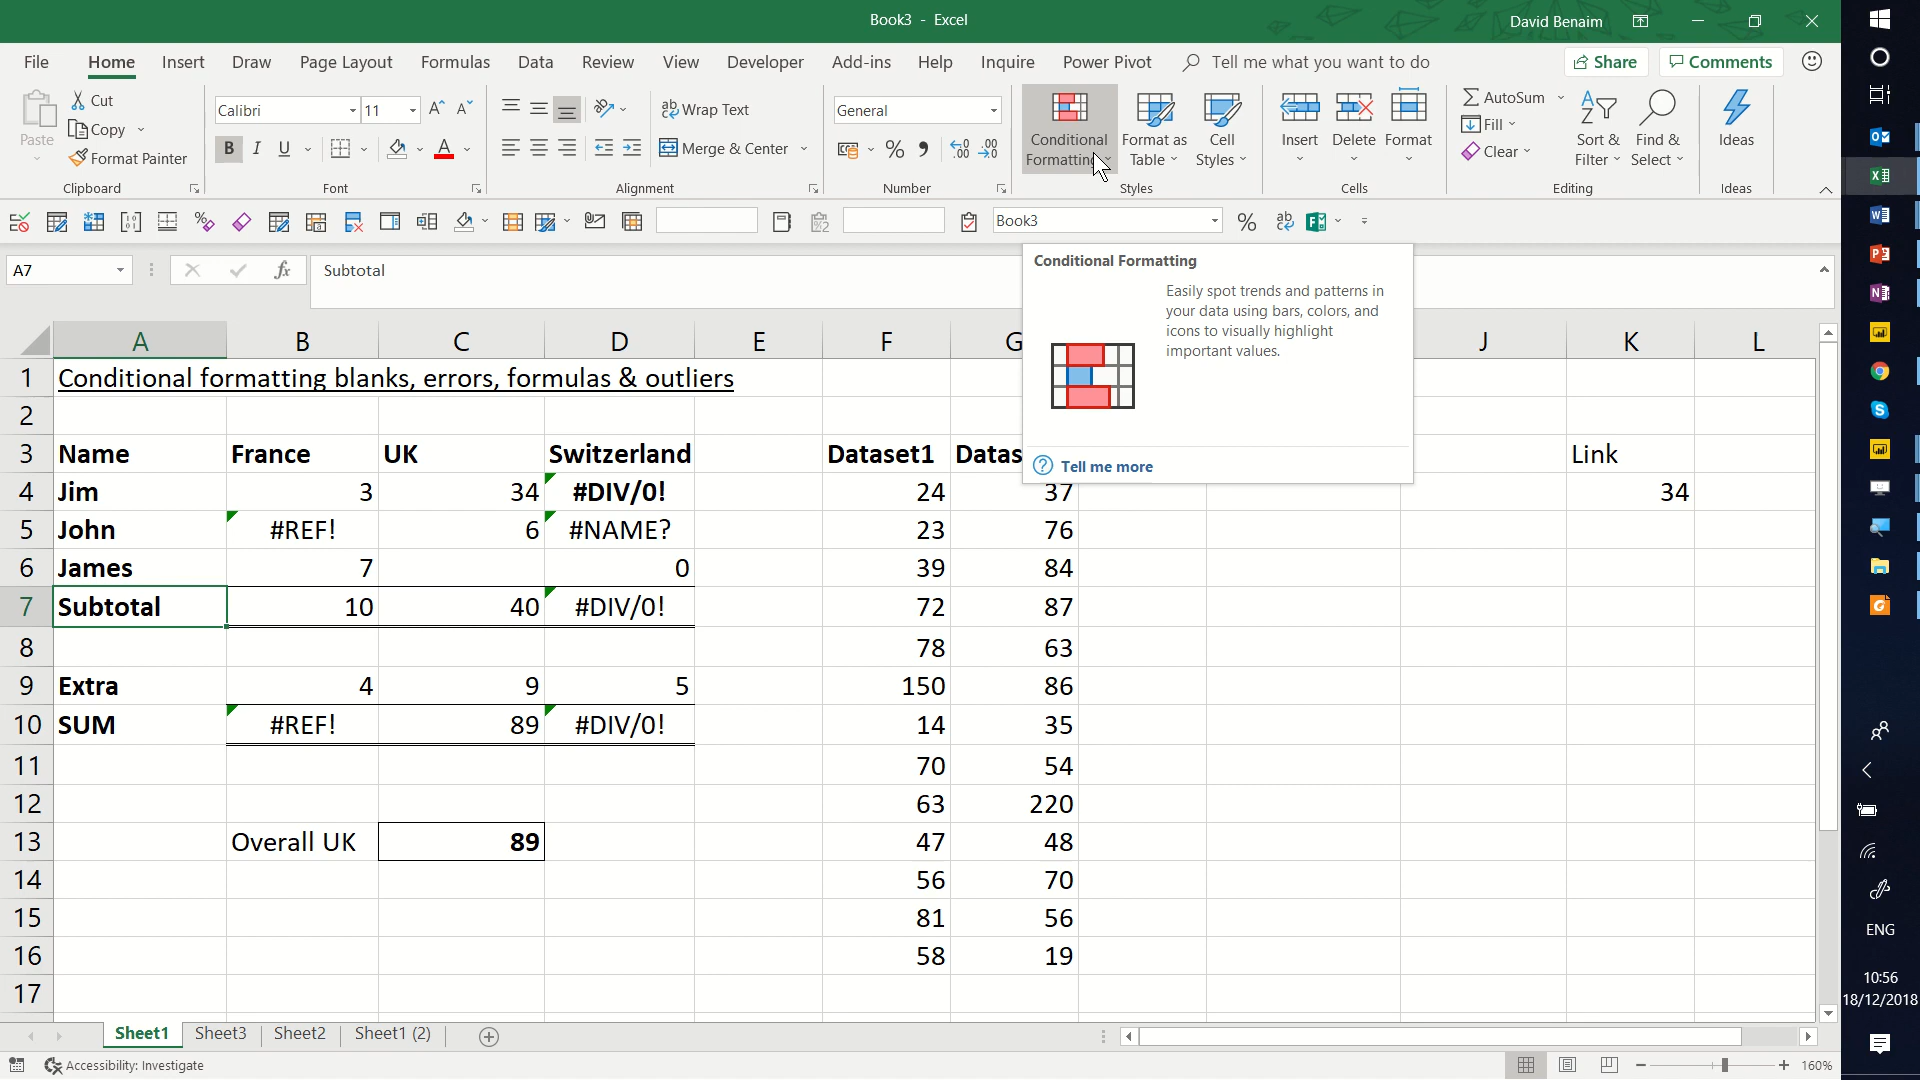 Book3 - Excel
David Benaim
File Home Insert Draw Page Layout Formulas Data Review View Developer Add-ins Help Inquire Power Pivot Tell me what you want to do Share Comments
Paste
Cut
Copy
Format Painter
Clipboard
Calibri 11
B I U A
Font
Wrap Text
Merge & Center
Alignment
General
%
Number
Conditional Formatting
Format as Table
Cell Styles
Styles
Insert Delete Format
Cells
AutoSum
Fill
Clear
Sort & Filter
Find & Select
Editing
Ideas
Ideas
Book3
A7
fx
Subtotal
Conditional Formatting
Easily spot trends and patterns in
your data using bars, colors, and
icons to visually highlight
important values.
Tell me more
A B C D E F G J K L
1 Conditional formatting blanks, errors, formulas & outliers
2
3 Name France UK Switzerland Dataset1 Datas Link
4 Jim 3 34 #DIV/0! 24 37 34
5 John #REF! 6 #NAME? 23 76
6 James 7 0 39 84
7 Subtotal 10 40 #DIV/0! 72 87
8 78 63
9 Extra 4 9 5 150 86
10 SUM #REF! 89 #DIV/0! 14 35
11 70 54
12 63 220
13 Overall UK 89 47 48
14 56 70
15 81 56
16 58 19
17
Sheet1 Sheet3 Sheet2 Sheet1 (2)
Accessibility: Investigate
160%
ENG
10:56
18/12/2018